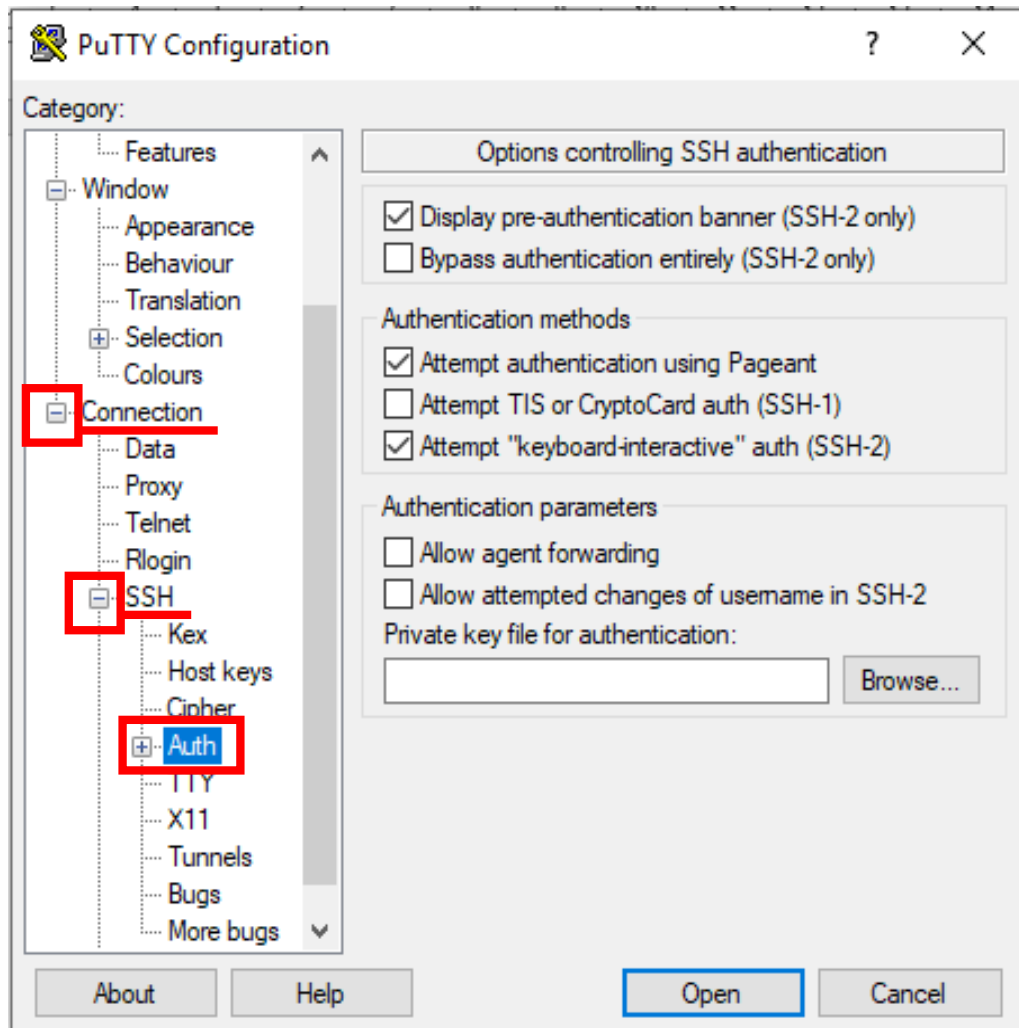 PuTTY Configuration
?
Category:
Features
Window
Appearance
Behaviour
Translation
Selection
Colours
Connection
Data
Proxy
Telnet
Rlogin
SSH
Kex
Host keys
Cipher
Auth
TTY
X11
Tunnels
Bugs
More bugs
Options controlling SSH authentication
Display pre-authentication banner (SSH-2 only)
Bypass authentication entirely (SSH-2 only)
Authentication methods
Attempt authentication using Pageant
Attempt TIS or CryptoCard auth (SSH-1)
Attempt "keyboard-interactive" auth (SSH-2)
Authentication parameters
Allow agent forwarding
Allow attempted changes of username in SSH-2
Private key file for authentication:
Browse...
About
Help
Open
Cancel